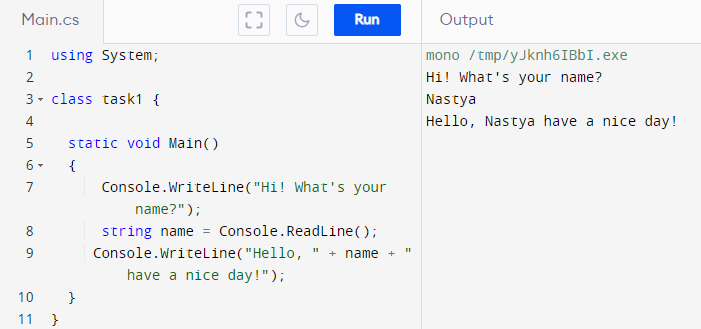 Main.cs
Run
Output
1 using System;
2
3 class task1 {
4
5 static void Main()
6 {
7 Console.WriteLine("Hi! What's your
name?");
8 string name = Console.ReadLine();
9 Console.WriteLine("Hello, " + name + "
have a nice day!");
10 }
11 }
mono /tmp/yJknh6IBbI.exe
Hi! What's your name?
Nastya
Hello, Nastya have a nice day!